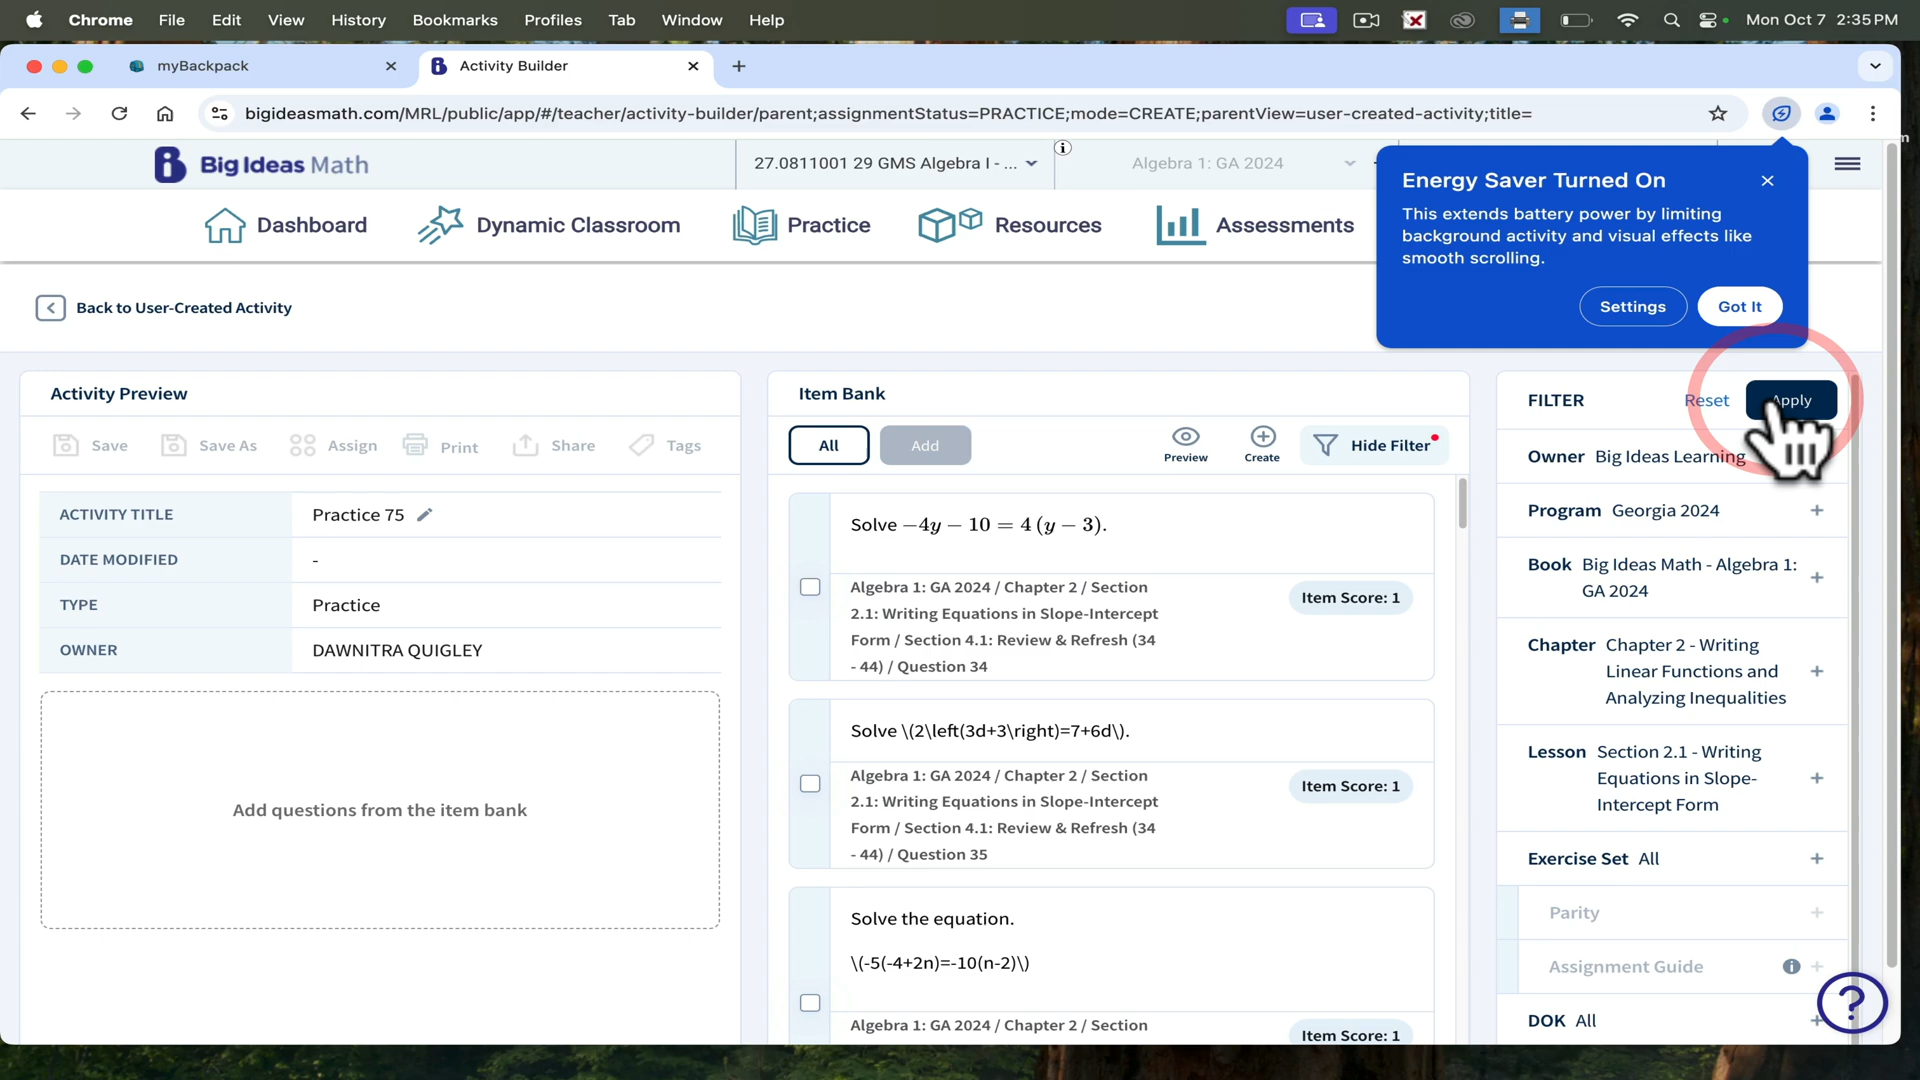 Chrome File Edit View History Bookmarks Profiles Tab Window Help Mon Oct 7 2:35 PM
myBackpack
Activity Builder
bigideasmath.com/MRL/public/app/#/teacher/activity-builder/parent;assignmentStatus=PRACTICE;mode=CREATE;parentView=user-created-activity;title=
Big Ideas Math
27.0811001 29 GMS Algebra I - ...
Algebra 1: GA 2024
Energy Saver Turned On
This extends battery power by limiting
background activity and visual effects like
smooth scrolling.
Settings
Got It
Dashboard
Dynamic Classroom
Practice
Resources
Assessments
Back to User-Created Activity
Activity Preview
Save
Save As
Assign
Print
Share
Tags
ACTIVITY TITLE Practice 75
DATE MODIFIED -
TYPE Practice
OWNER DAWNITRA QUIGLEY
Add questions from the item bank
Item Bank
All
Add
Preview
Create
Hide Filter
Solve −4y − 10 = 4 (y − 3).
Algebra 1: GA 2024 / Chapter 2 / Section
2.1: Writing Equations in Slope-Intercept
Form / Section 4.1: Review & Refresh (34
- 44) / Question 34
Item Score: 1
Solve \(2\left(3d+3\right)=7+6d\).
Algebra 1: GA 2024 / Chapter 2 / Section
2.1: Writing Equations in Slope-Intercept
Form / Section 4.1: Review & Refresh (34
- 44) / Question 35
Item Score: 1
Solve the equation.
\(-5(-4+2n)=-10(n-2)\)
Algebra 1: GA 2024 / Chapter 2 / Section
Item Score: 1
FILTER
Reset
Apply
Owner Big Ideas Learning
Program Georgia 2024
Book Big Ideas Math - Algebra 1:
GA 2024
Chapter Chapter 2 - Writing
Linear Functions and
Analyzing Inequalities
Lesson Section 2.1 - Writing
Equations in Slope-
Intercept Form
Exercise Set All
Parity
Assignment Guide
DOK All